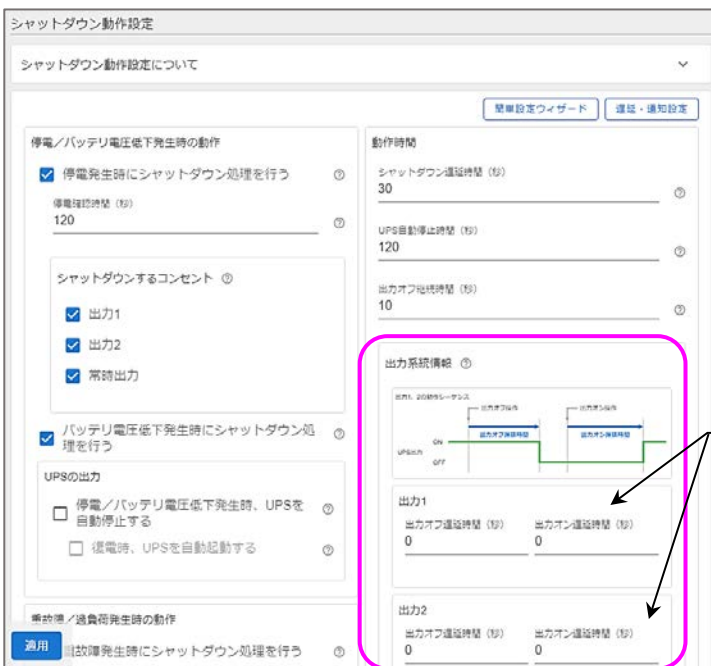 シャットダウン動作設定
シャットダウン動作設定について
簡単設定ウィザード
遅延・通知設定
停電／バッテリ電圧低下発生時の動作
停電発生時にシャットダウン処理を行う
停電確認時間（秒）
120
シャットダウンするコンセント
出力1
出力2
常時出力
バッテリ電圧低下発生時にシャットダウン処
理を行う
UPSの出力
停電／バッテリ電圧低下発生時、UPSを
自動停止する
復電時、UPSを自動起動する
重故障／過負荷発生時の動作
故障発生時にシャットダウン処理を行う
適用
動作時間
シャットダウン遅延時間（秒）
30
UPS自動停止時間（秒）
120
出力オフ継続時間（秒）
10
出力系統情報
出力1、2の動作シーケンス
出力オフ操作
出力オン操作
出力オフ遅延時間
出力オン遅延時間
UPS出力
ON
OFF
出力1
出力オフ遅延時間（秒）
出力オン遅延時間（秒）
0
0
出力2
出力オフ遅延時間（秒）
出力オン遅延時間（秒）
0
0